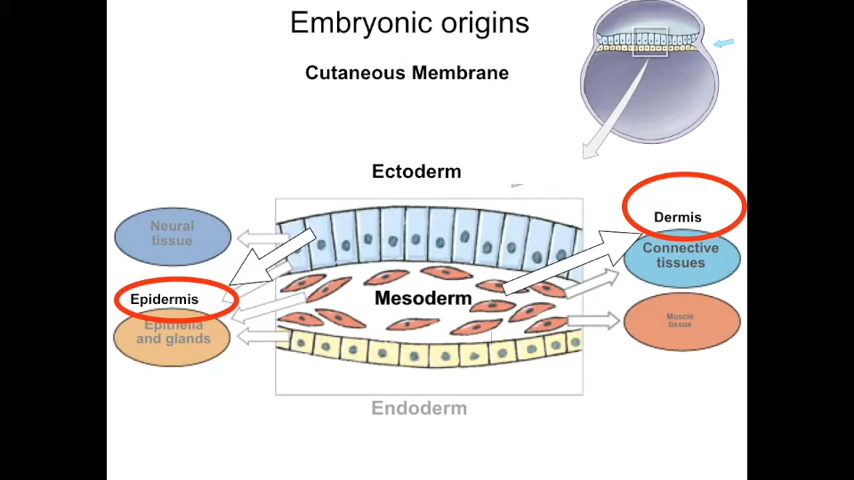 Embryonic origins
Cutaneous Membrane
Ectoderm
Neural
tissue
Dermis
Connective
tissues
Epidermis
Mesoderm
Epithelia
and glands
Muscle
tissue
Endoderm